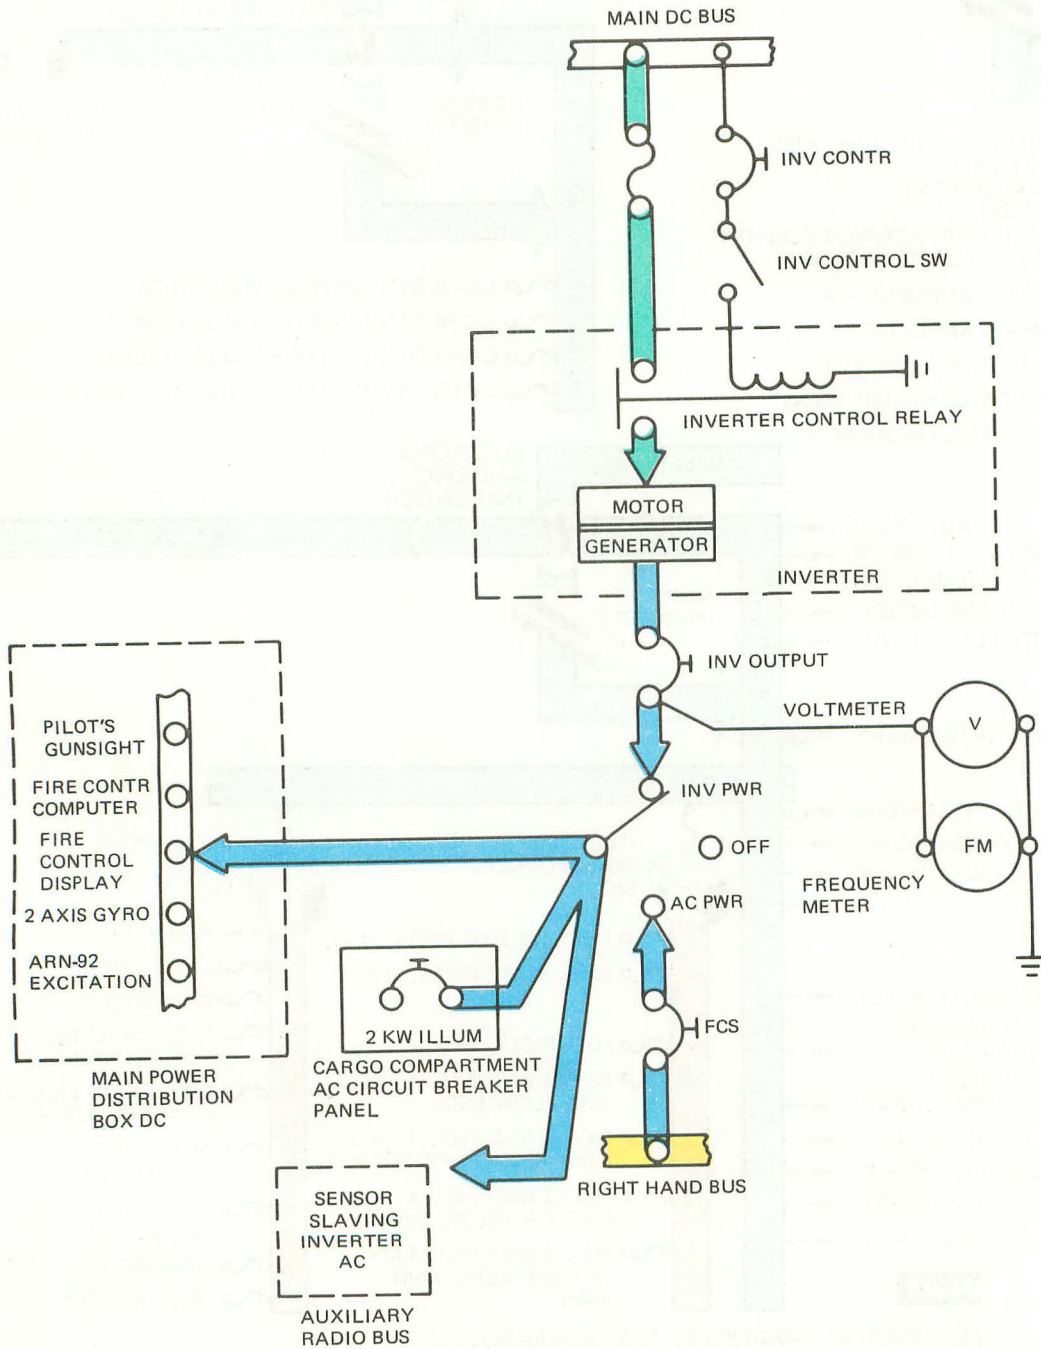 MAIN DC BUS
INV CONTR
INV CONTROL SW
INVERTER CONTROL RELAY
MOTOR
GENERATOR
INVERTER
INV OUTPUT
VOLTMETER
V
INV PWR
OFF
FM
FREQUENCY
METER
AC PWR
FCS
RIGHT HAND BUS
PILOT'S
GUNSIGHT
FIRE CONTR
COMPUTER
FIRE
CONTROL
DISPLAY
2 AXIS GYRO
ARN-92
EXCITATION
MAIN POWER
DISTRIBUTION
BOX DC
2 KW ILLUM
CARGO COMPARTMENT
AC CIRCUIT BREAKER
PANEL
SENSOR
SLAVING
INVERTER
AC
AUXILIARY
RADIO BUS